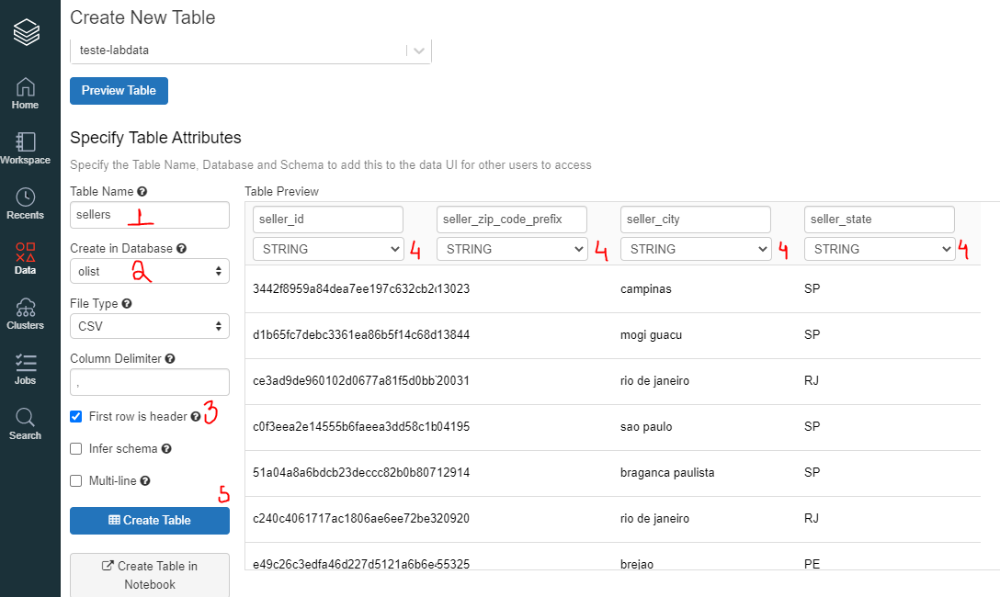 Create New Table
teste-labdata
Preview Table
Specify Table Attributes
Specify the Table Name, Database and Schema to add this to the data UI for other users to access
Home
Workspace
Recents
Data
Clusters
Jobs
Search
Table Name
sellers 1
Create in Database
olist 2
File Type
CSV
Column Delimiter
,
First row is header 3
Infer schema
Multi-line
5
Create Table
Create Table in
Notebook
Table Preview
seller_id seller_zip_code_prefix seller_city seller_state
STRING 4 STRING 4 STRING 4 STRING 4
3442f8959a84dea7ee197c632cb2 13023 campinas SP
d1b65fc7debc3361ea86b5f14c68d 13844 mogi guacu SP
ce3ad9de960102d0677a81f5d0bb 20031 rio de janeiro RJ
c0f3eea2e14555b6faeea3dd58c1b 04195 sao paulo SP
51a04a8a6bdcb23deccc82b0b807 12914 braganca paulista SP
c240c4061717ac1806ae6ee72be3 20920 rio de janeiro RJ
e49c26c3edfa46d227d5121a6b6e 55325 brejao PE